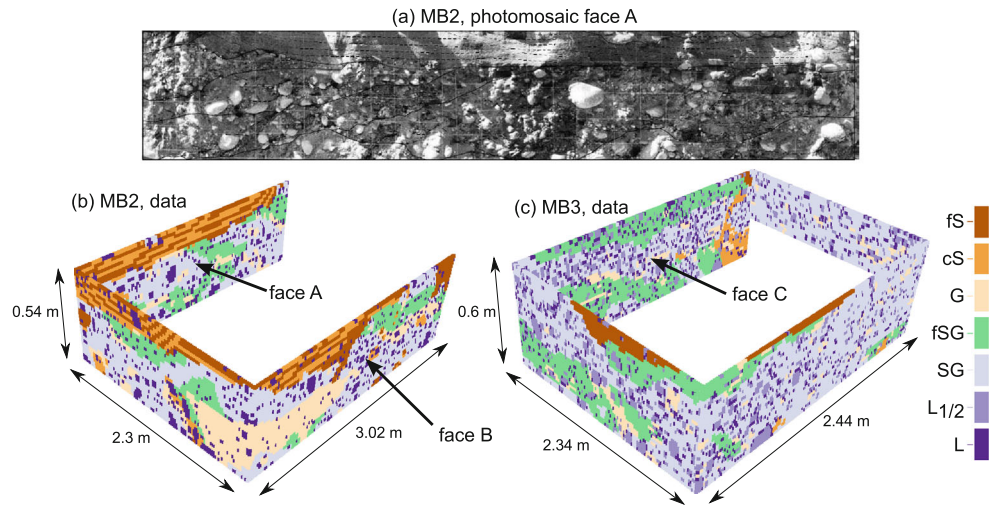 (a) MB2, photomosaic face A
(b) MB2, data
(c) MB3, data
face A
face C
0.54 m
0.6 m
face B
2.3 m
3.02 m
2.34 m
2.44 m
fS
cS
G
fSG
SG
L1/2
L